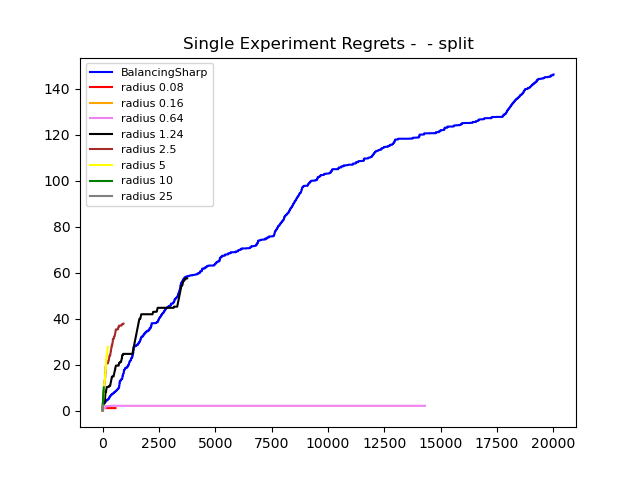 Single Experiment Regrets -  - split
BalancingSharp
radius 0.08
radius 0.16
radius 0.64
radius 1.24
radius 2.5
radius 5
radius 10
radius 25
140
120
100
80
60
40
20
0
0 2500 5000 7500 10000 12500 15000 17500 20000